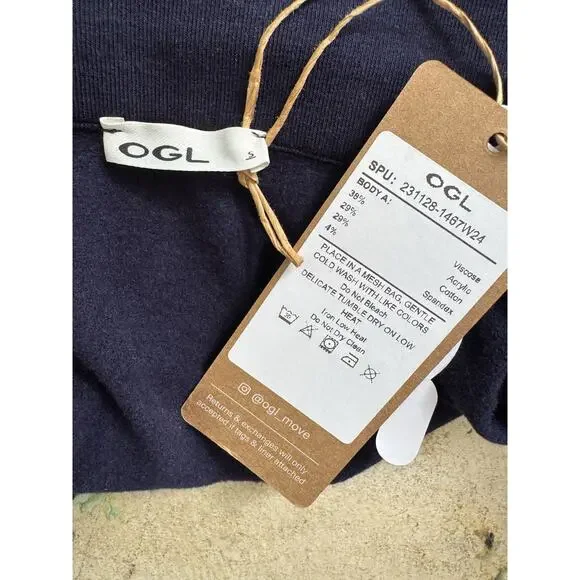 OGL S
OGL
SPU: 231128-1467W24
BODY A:
38% Viscose
29% Acrylic
29% Cotton
4% Spandex
PLACE IN A MESH BAG, GENTLE
COLD WASH WITH LIKE COLORS
Do Not Bleach
DELICATE TUMBLE DRY ON LOW
HEAT
Iron Low Heat
Do Not Dry Clean
@ogl_move
Returns & exchanges will only
accepted if tags & liner attached